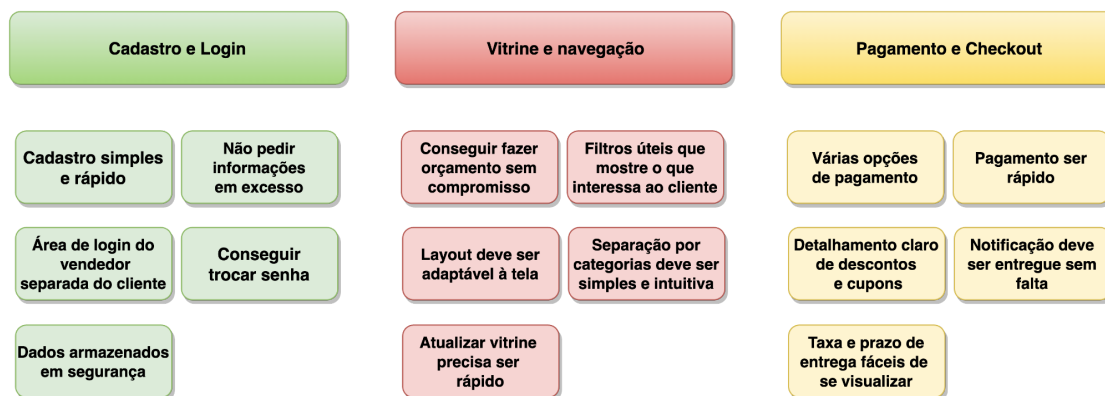 Cadastro e Login
Cadastro simples
e rápido
Não pedir
informações
em excesso
Área de login do
vendedor
separada do cliente
Conseguir
trocar senha
Dados armazenados
em segurança
Vitrine e navegação
Conseguir fazer
orçamento sem
compromisso
Filtros úteis que
mostre o que
interessa ao cliente
Layout deve ser
adaptável à tela
Separação por
categorias deve ser
simples e intuitiva
Atualizar vitrine
precisa ser
rápido
Pagamento e Checkout
Várias opções
de pagamento
Pagamento ser
rápido
Detalhamento claro
de descontos
e cupons
Notificação deve
ser entregue sem
falta
Taxa e prazo de
entrega fáceis de
se visualizar